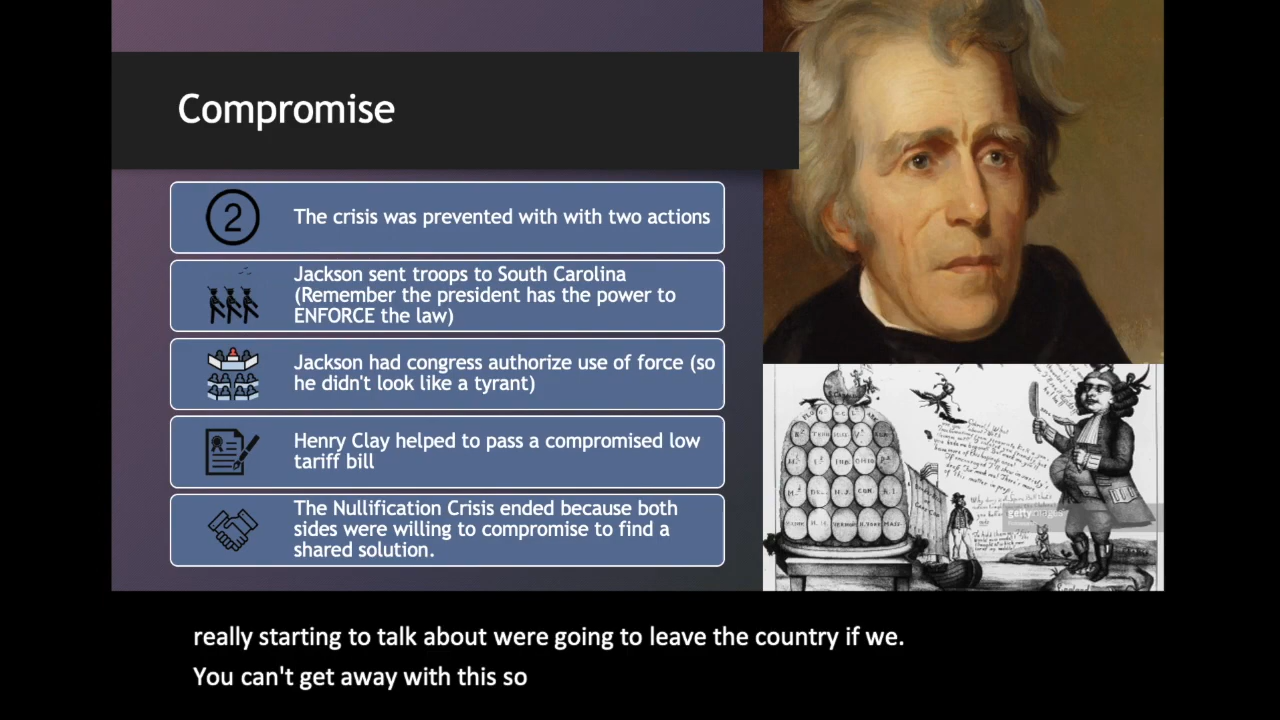 Compromise
2
The crisis was prevented with with two actions
Jackson sent troops to South Carolina
(Remember the president has the power to
ENFORCE the law)
Jackson had congress authorize use of force (so
he didn't look like a tyrant)
Henry Clay helped to pass a compromised low
tariff bill
The Nullification Crisis ended because both
sides were willing to compromise to find a
shared solution.
gettyimages
really starting to talk about were going to leave the country if we.
You can't get away with this so